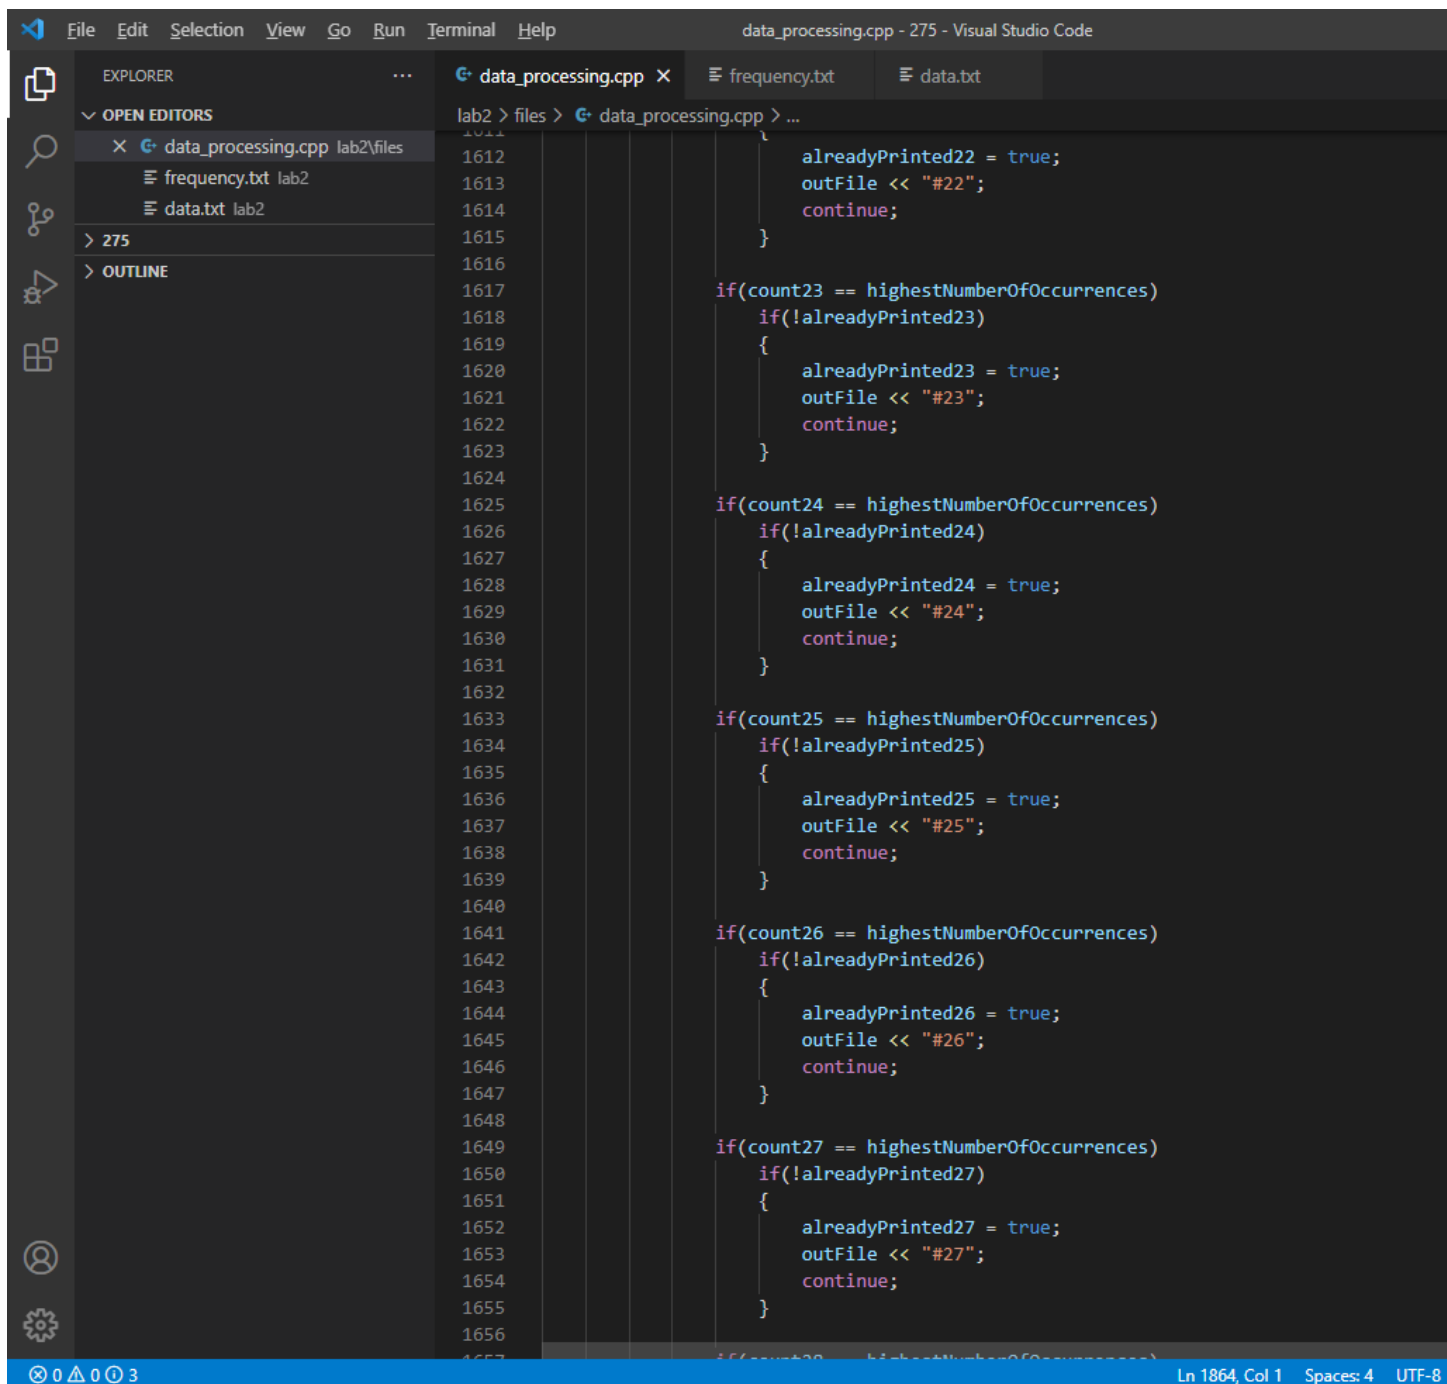 File Edit Selection View Go Run Terminal Help data_processing.cpp - 275 - Visual Studio Code
EXPLORER ...
OPEN EDITORS
data_processing.cpp lab2\files
frequency.txt lab2
data.txt lab2
275
OUTLINE
data_processing.cpp frequency.txt data.txt
lab2 > files > data_processing.cpp > ...
1611 {
1612 alreadyPrinted22 = true;
1613 outFile << "#22";
1614 continue;
1615 }
1616
1617 if(count23 == highestNumberOfOccurrences)
1618 if(!alreadyPrinted23)
1619 {
1620 alreadyPrinted23 = true;
1621 outFile << "#23";
1622 continue;
1623 }
1624
1625 if(count24 == highestNumberOfOccurrences)
1626 if(!alreadyPrinted24)
1627 {
1628 alreadyPrinted24 = true;
1629 outFile << "#24";
1630 continue;
1631 }
1632
1633 if(count25 == highestNumberOfOccurrences)
1634 if(!alreadyPrinted25)
1635 {
1636 alreadyPrinted25 = true;
1637 outFile << "#25";
1638 continue;
1639 }
1640
1641 if(count26 == highestNumberOfOccurrences)
1642 if(!alreadyPrinted26)
1643 {
1644 alreadyPrinted26 = true;
1645 outFile << "#26";
1646 continue;
1647 }
1648
1649 if(count27 == highestNumberOfOccurrences)
1650 if(!alreadyPrinted27)
1651 {
1652 alreadyPrinted27 = true;
1653 outFile << "#27";
1654 continue;
1655 }
1656
1657 if(count28 highestNumberOfOccurrences)
0 0 3 Ln 1864, Col 1 Spaces: 4 UTF-8